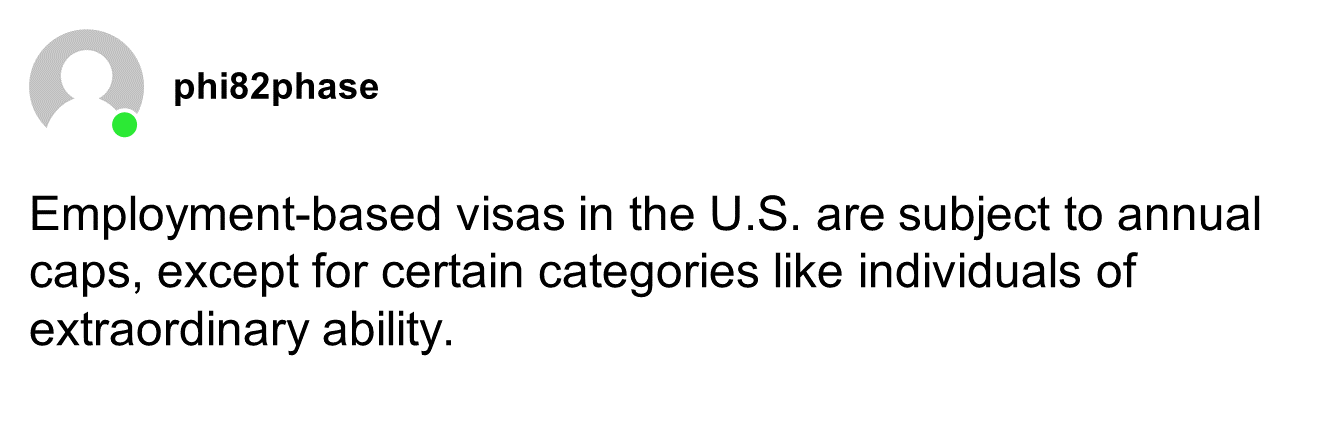 phi82phase
Employment-based visas in the U.S. are subject to annual
caps, except for certain categories like individuals of
extraordinary ability.